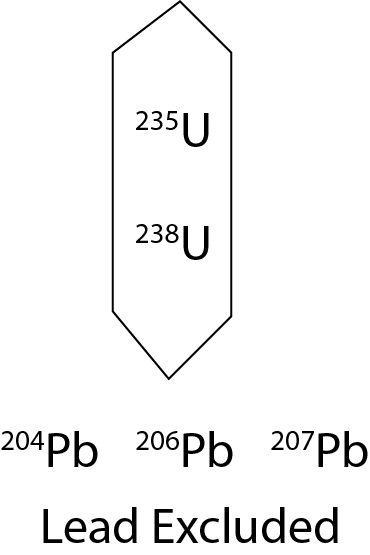 ²³⁵U
²³⁸U
²⁰⁴Pb ²⁰⁶Pb ²⁰⁷Pb
Lead Excluded